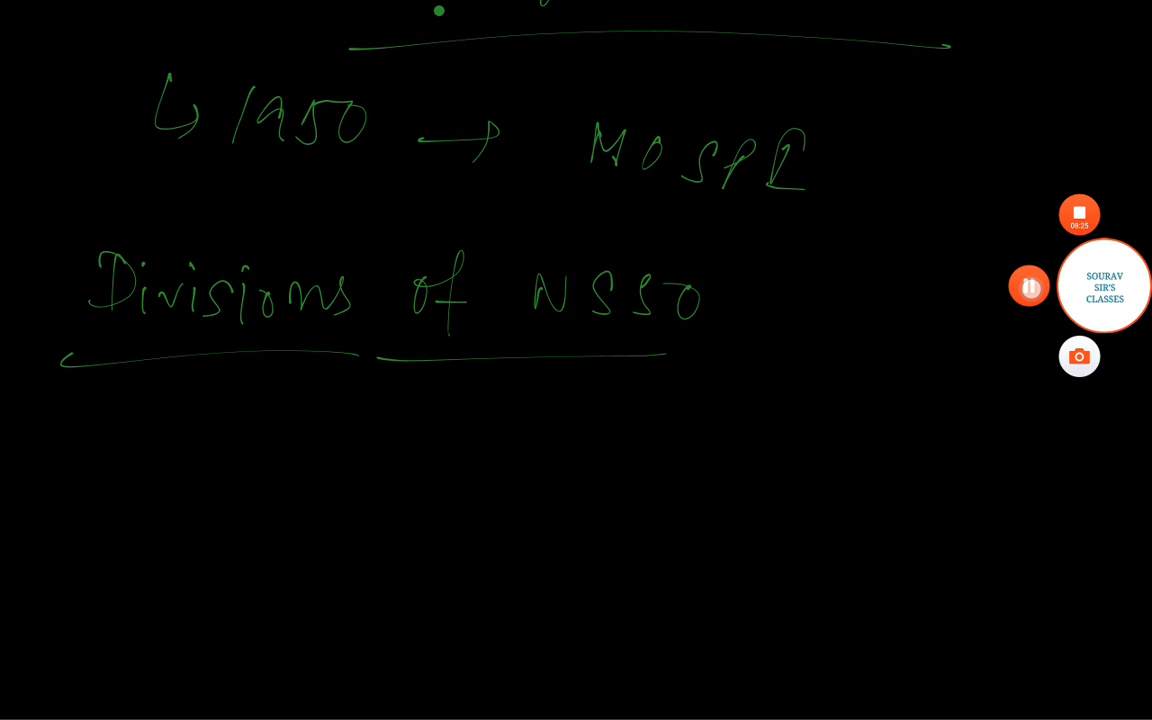 ↳ 1950 → MOSPI
Divisions of NSSO
08:25
SOURAV
SIR'S
CLASSES